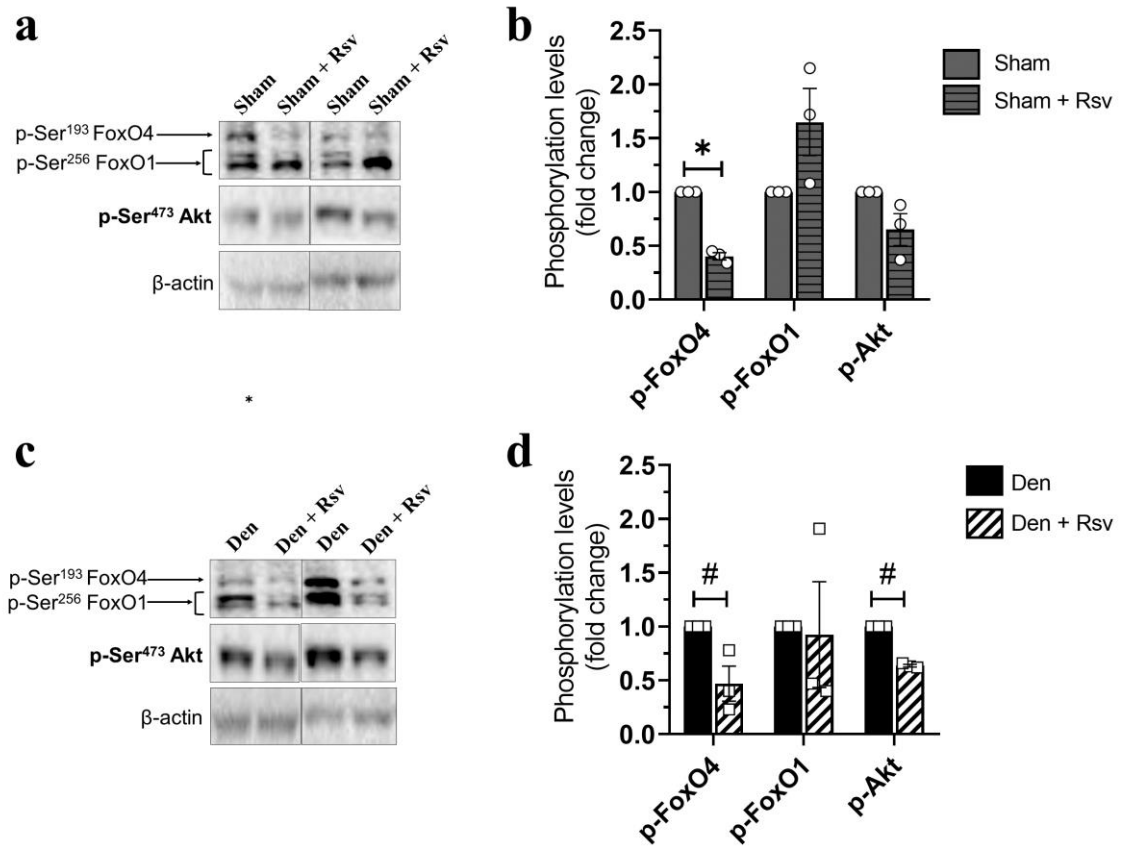 a
Sham
Sham + Rsv
Sham
Sham + Rsv
p-Ser¹⁹³ FoxO4
p-Ser²⁵⁶ FoxO1
p-Ser⁴⁷³ Akt
β-actin
*
b
Phosphorylation levels
(fold change)
2.5
2.0
1.5
1.0
0.5
0.0
*
p-FoxO4
p-FoxO1
p-Akt
Sham
Sham + Rsv
c
Den
Den + Rsv
Den
Den + Rsv
p-Ser¹⁹³ FoxO4
p-Ser²⁵⁶ FoxO1
p-Ser⁴⁷³ Akt
β-actin
d
Phosphorylation levels
(fold change)
2.5
2.0
1.5
1.0
0.5
0.0
#
#
p-FoxO4
p-FoxO1
p-Akt
Den
Den + Rsv